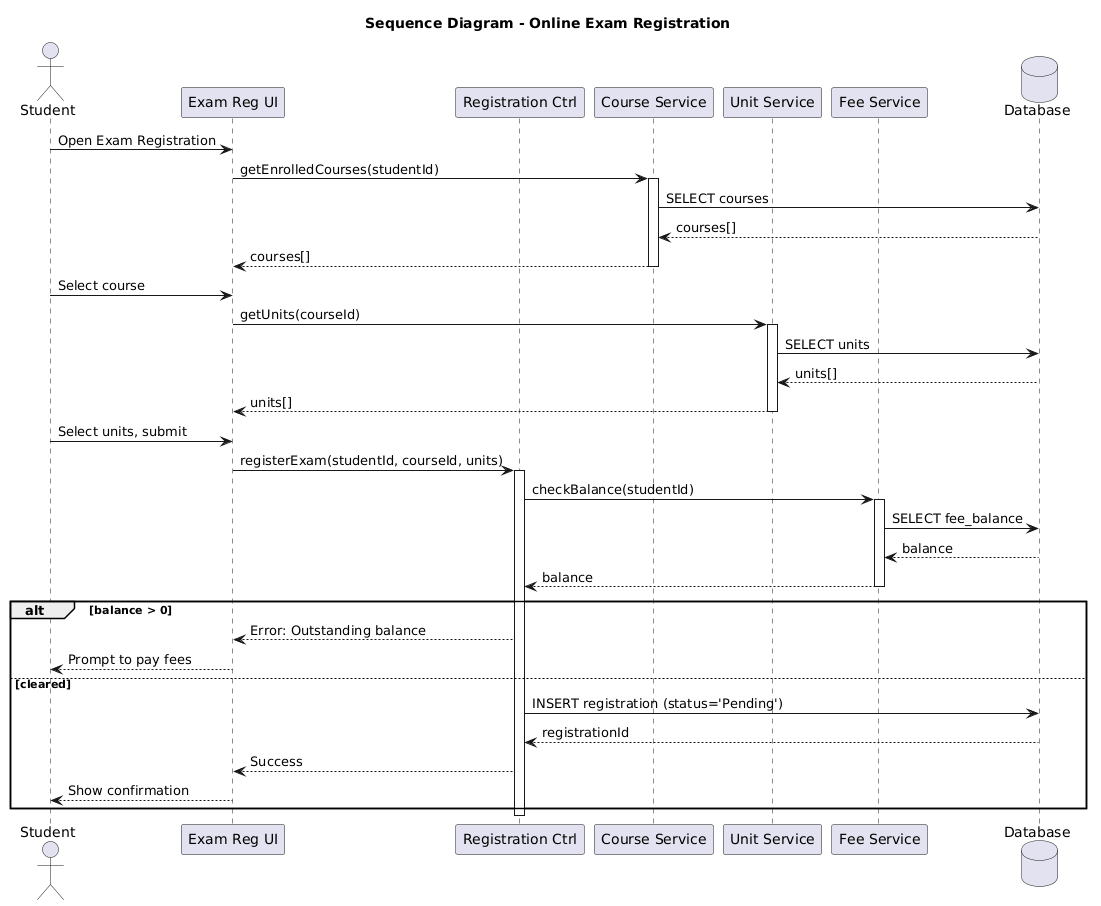 Sequence Diagram - Online Exam Registration
Student
Exam Reg UI
Registration Ctrl
Course Service
Unit Service
Fee Service
Database
Open Exam Registration
getEnrolledCourses(studentId)
SELECT courses
courses[]
courses[]
Select course
getUnits(courseId)
SELECT units
units[]
units[]
Select units, submit
registerExam(studentId, courseId, units)
checkBalance(studentId)
SELECT fee_balance
balance
balance
alt [balance > 0]
Error: Outstanding balance
Prompt to pay fees
[cleared]
INSERT registration (status='Pending')
registrationId
Success
Show confirmation
Student
Exam Reg UI
Registration Ctrl
Course Service
Unit Service
Fee Service
Database